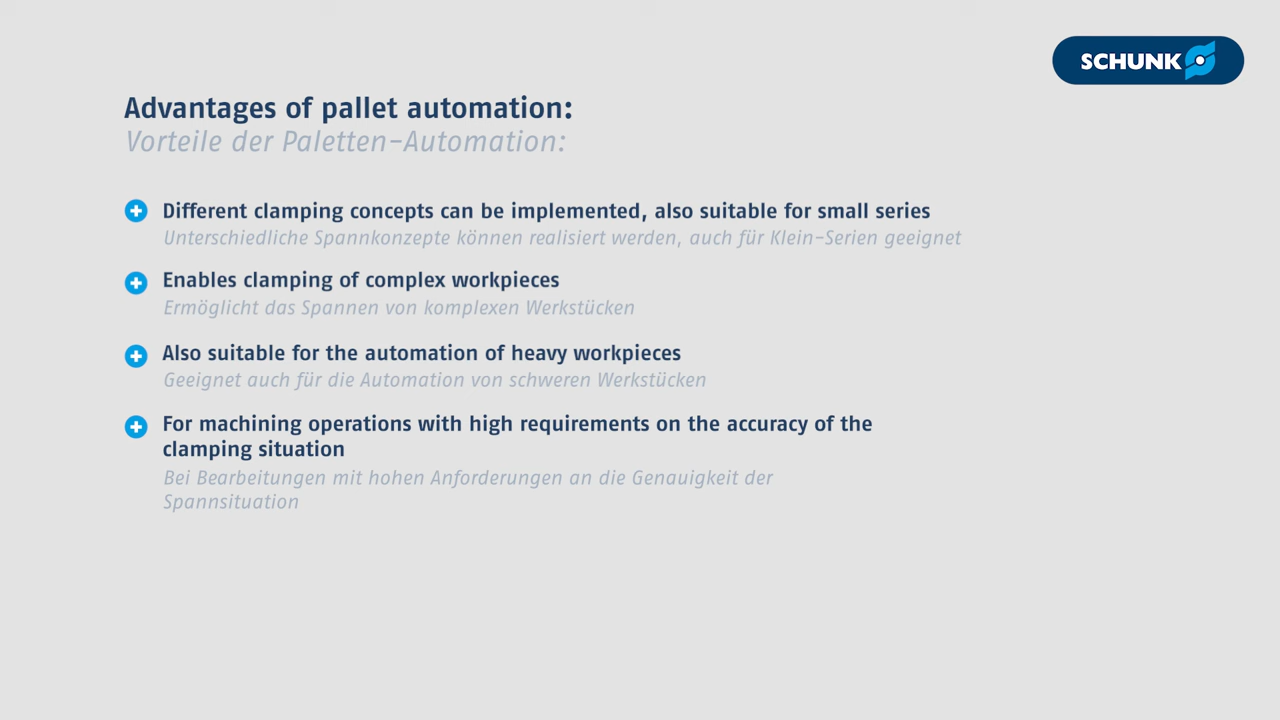 SCHUNK
Advantages of pallet automation:
Vorteile der Paletten-Automation:
Different clamping concepts can be implemented, also suitable for small series
Unterschiedliche Spannkonzepte können realisiert werden, auch für Klein-Serien geeignet
Enables clamping of complex workpieces
Ermöglicht das Spannen von komplexen Werkstücken
Also suitable for the automation of heavy workpieces
Geeignet auch für die Automation von schweren Werkstücken
For machining operations with high requirements on the accuracy of the
clamping situation
Bei Bearbeitungen mit hohen Anforderungen an die Genauigkeit der
Spannsituation